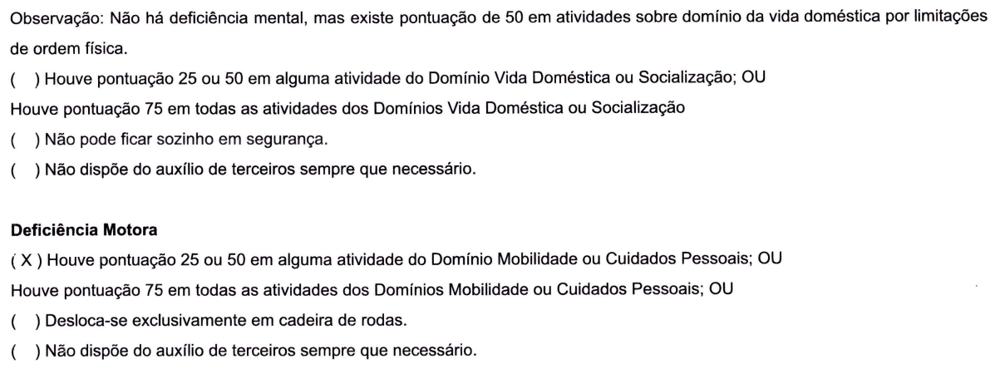 Observação: Não há deficiência mental, mas existe pontuação de 50 em atividades sobre domínio da vida doméstica por limitações
de ordem física.
(   ) Houve pontuação 25 ou 50 em alguma atividade do Domínio Vida Doméstica ou Socialização; OU
Houve pontuação 75 em todas as atividades dos Domínios Vida Doméstica ou Socialização
(   ) Não pode ficar sozinho em segurança.
(   ) Não dispõe do auxílio de terceiros sempre que necessário.
Deficiência Motora
( X ) Houve pontuação 25 ou 50 em alguma atividade do Domínio Mobilidade ou Cuidados Pessoais; OU
Houve pontuação 75 em todas as atividades dos Domínios Mobilidade ou Cuidados Pessoais; OU
(   ) Desloca-se exclusivamente em cadeira de rodas.
(   ) Não dispõe do auxílio de terceiros sempre que necessário.